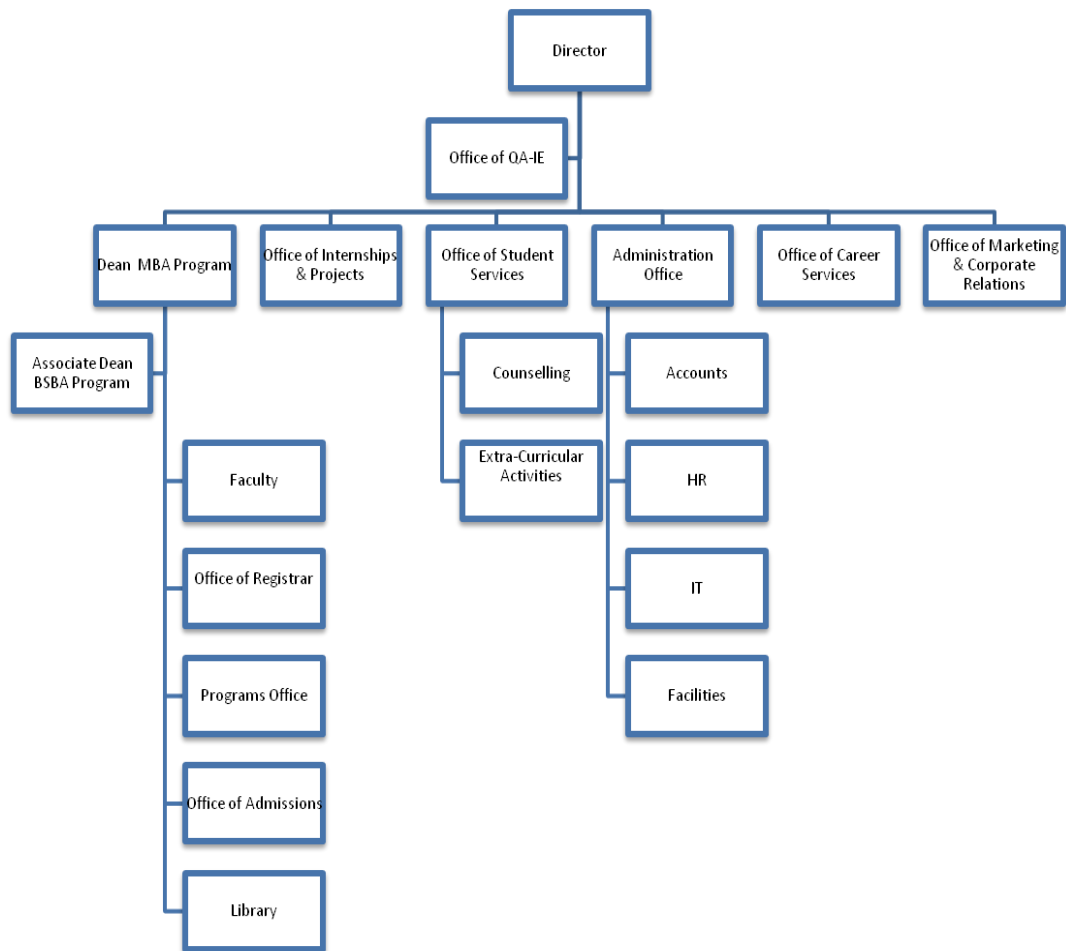 Director
Office of QA-IE
Dean MBA Program
Office of Internships
& Projects
Office of Student
Services
Administration
Office
Office of Career
Services
Office of Marketing
& Corporate
Relations
Associate Dean
BSBA Program
Counselling
Accounts
Faculty
Extra-Curricular
Activities
HR
Office of Registrar
IT
Programs Office
Facilities
Office of Admissions
Library